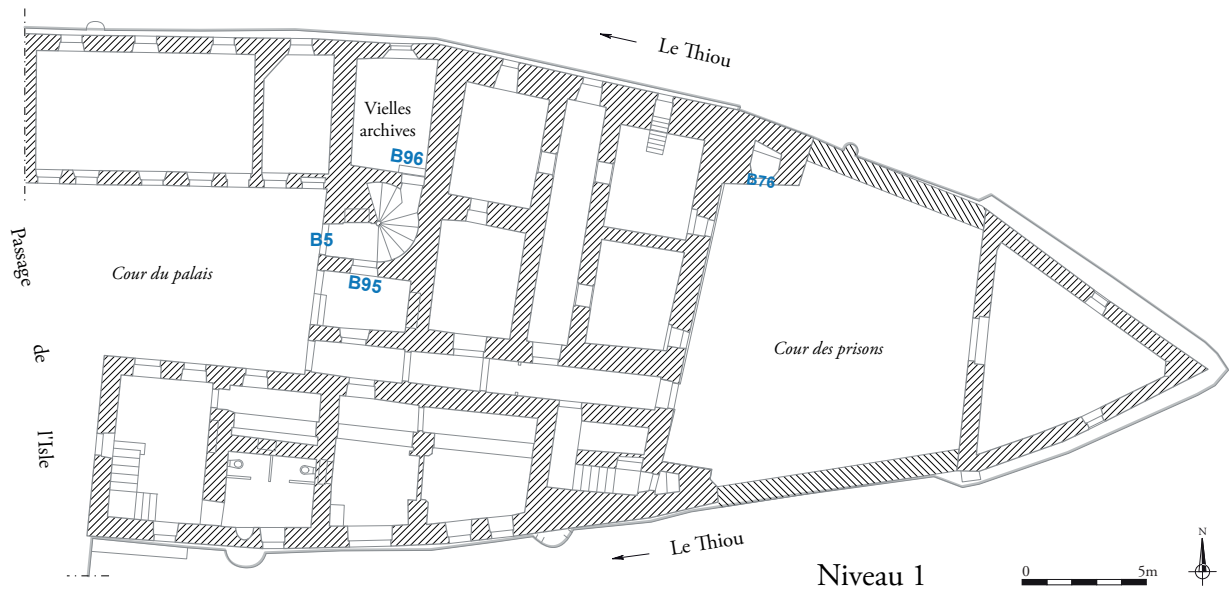 Le Thiou
Vielles
archives
B96
B76
Passage
B5
Cour du palais
B95
de
Cour des prisons
l'Isle
Le Thiou
Niveau 1
0
5m
N